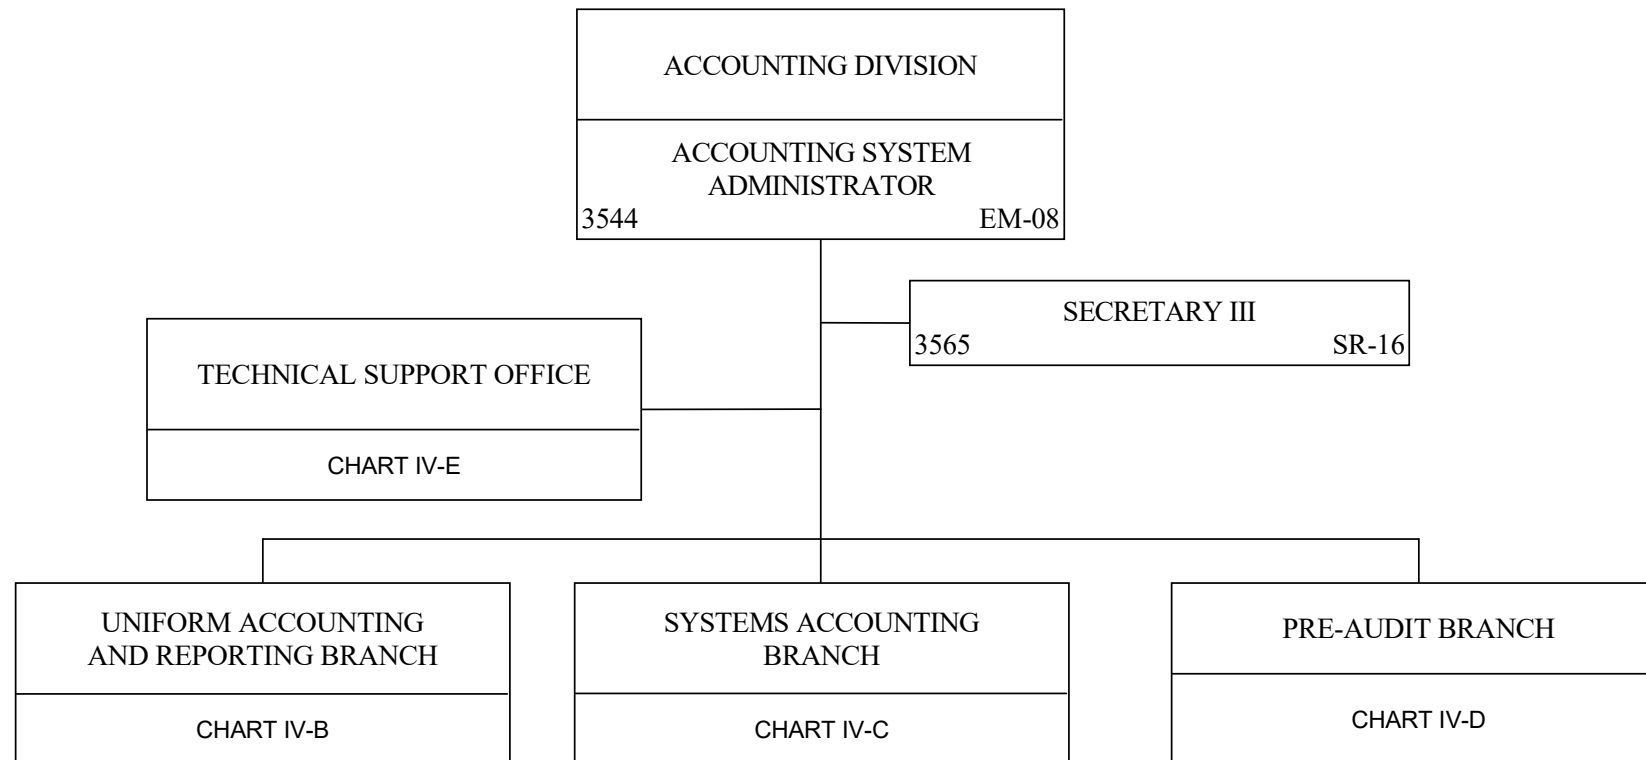 ACCOUNTING DIVISION
ACCOUNTING SYSTEM
ADMINISTRATOR
3544 EM-08
SECRETARY III
3565 SR-16
TECHNICAL SUPPORT OFFICE
CHART IV-E
UNIFORM ACCOUNTING
AND REPORTING BRANCH
CHART IV-B
SYSTEMS ACCOUNTING
BRANCH
CHART IV-C
PRE-AUDIT BRANCH
CHART IV-D